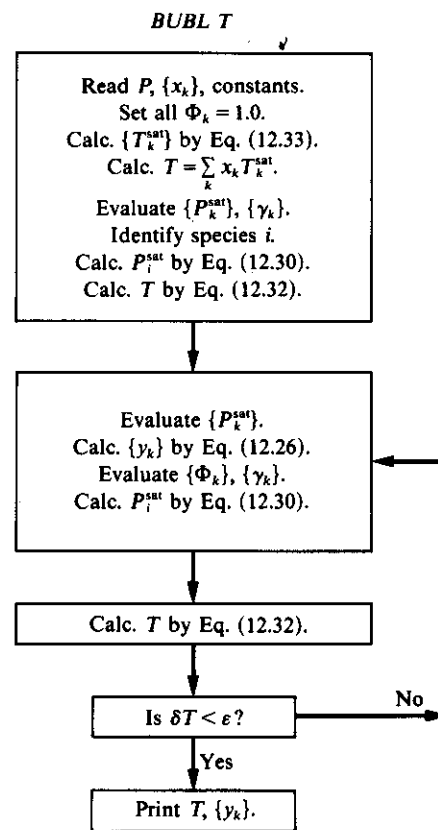 BUBL T
Read P, {x_k}, constants.
Set all Φ_k = 1.0.
Calc. {T_k^sat} by Eq. (12.33).
Calc. T = ∑_k x_k T_k^sat.
Evaluate {P_k^sat}, {γ_k}.
Identify species i.
Calc. P_i^sat by Eq. (12.30).
Calc. T by Eq. (12.32).
Evaluate {P_k^sat}.
Calc. {y_k} by Eq. (12.26).
Evaluate {Φ_k}, {γ_k}.
Calc. P_i^sat by Eq. (12.30).
Calc. T by Eq. (12.32).
Is δT < ε?
No
Yes
Print T, {y_k}.